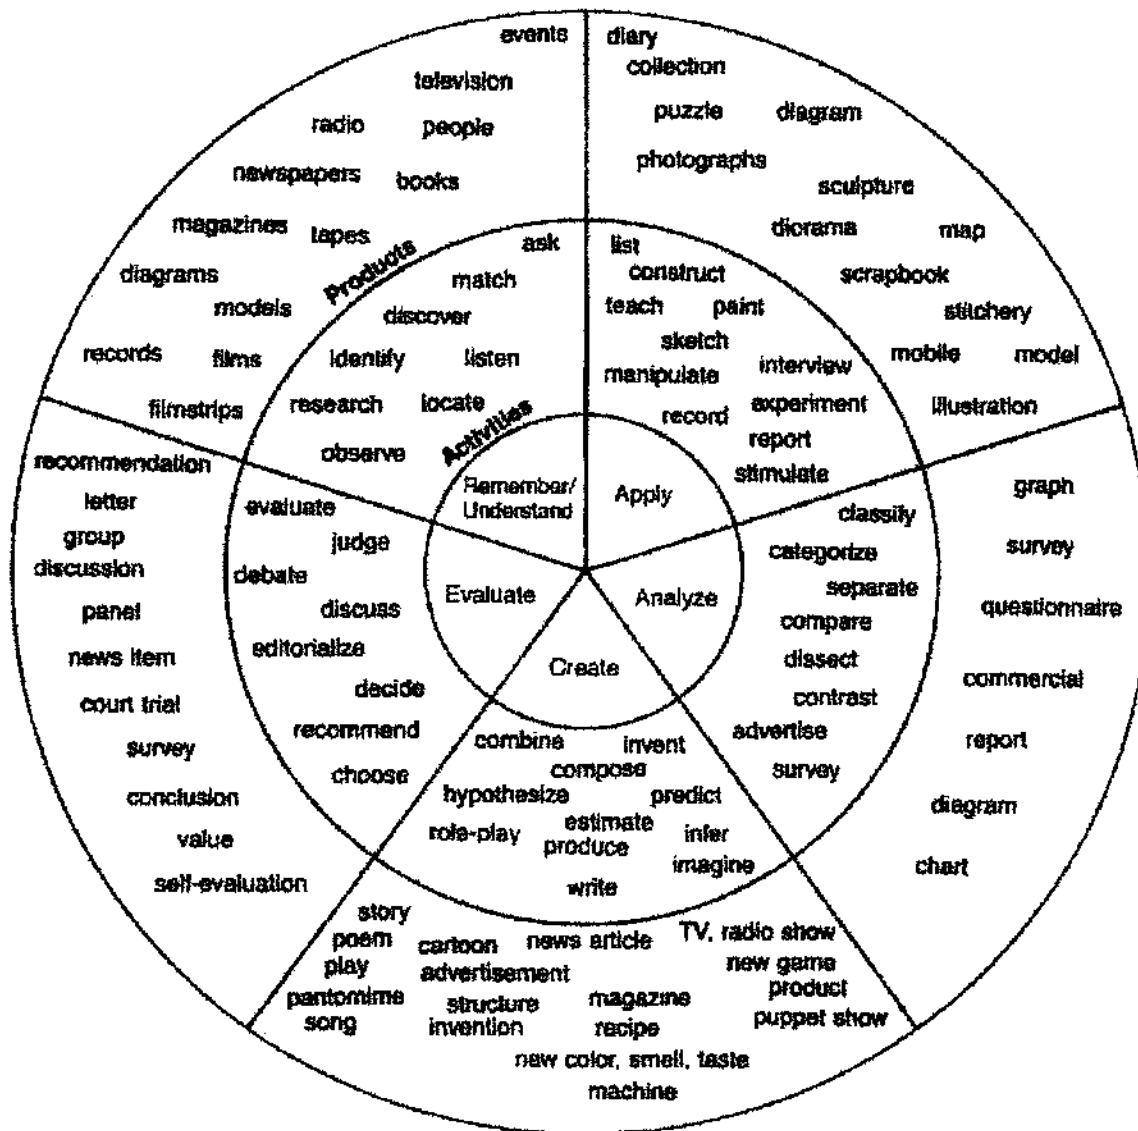 events
television
radio
people
newspapers
books
magazines
tapes
diagrams
models
records
films
filmstrips
Products
ask
match
discover
identify
listen
research
locate
observe
Activities
Remember/
Understand
diary
collection
puzzle
diagram
photographs
sculpture
diorama
map
scrapbook
stitchery
mobile
model
illustration
list
construct
teach
paint
sketch
interview
manipulate
experiment
record
report
stimulate
Apply
graph
survey
questionnaire
commercial
report
diagram
chart
classify
categorize
separate
compare
dissect
contrast
advertise
survey
Analyze
Create
combine
invent
compose
hypothesize
predict
estimate
role-play
infer
produce
imagine
write
story
poem
cartoon
news article
TV, radio show
play
advertisement
new game
pantomime
structure
magazine
product
song
invention
recipe
puppet show
new color, smell, taste
machine
Evaluate
evaluate
judge
debate
discuss
editorialize
decide
recommend
choose
recommendation
letter
group
discussion
panel
news item
court trial
survey
conclusion
value
self-evaluation